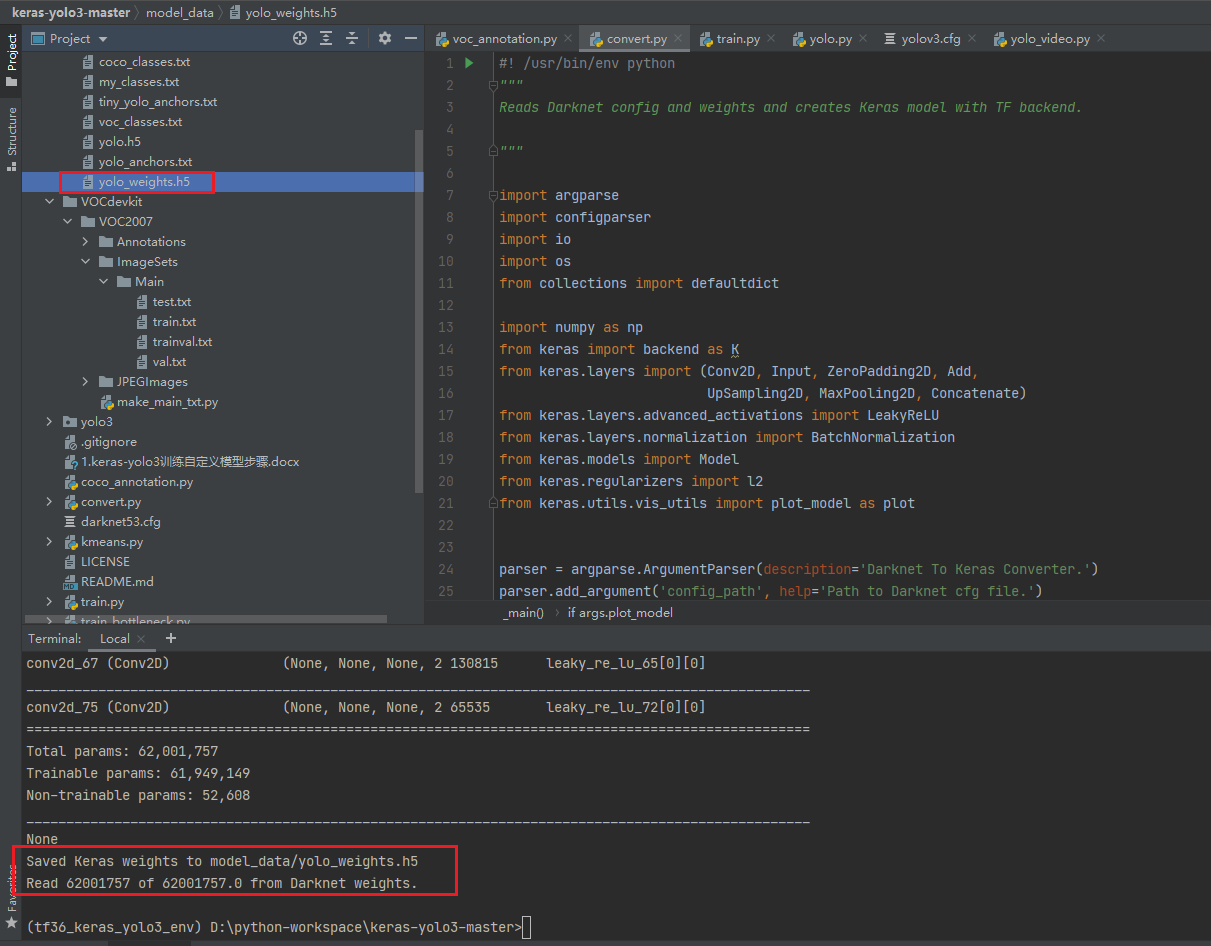 keras-yolo3-master model_data yolo_weights.h5
Project
Structure
Favorites
Project
coco_classes.txt
my_classes.txt
tiny_yolo_anchors.txt
voc_classes.txt
yolo.h5
yolo_anchors.txt
yolo_weights.h5
VOCdevkit
VOC2007
Annotations
ImageSets
Main
test.txt
train.txt
trainval.txt
val.txt
JPEGImages
make_main_txt.py
yolo3
.gitignore
1.keras-yolo3训练自定义模型步骤.docx
coco_annotation.py
convert.py
darknet53.cfg
kmeans.py
LICENSE
README.md
train.py
train_bottleneck.py
voc_annotation.py convert.py train.py yolo.py yolov3.cfg yolo_video.py
1 #! /usr/bin/env python
2 """
3 Reads Darknet config and weights and creates Keras model with TF backend.
4
5 """
6
7 import argparse
8 import configparser
9 import io
10 import os
11 from collections import defaultdict
12
13 import numpy as np
14 from keras import backend as K
15 from keras.layers import (Conv2D, Input, ZeroPadding2D, Add,
16 UpSampling2D, MaxPooling2D, Concatenate)
17 from keras.layers.advanced_activations import LeakyReLU
18 from keras.layers.normalization import BatchNormalization
19 from keras.models import Model
20 from keras.regularizers import l2
21 from keras.utils.vis_utils import plot_model as plot
22
23
24 parser = argparse.ArgumentParser(description='Darknet To Keras Converter.')
25 parser.add_argument('config_path', help='Path to Darknet cfg file.')
_main() if args.plot_model
Terminal: Local
conv2d_67 (Conv2D) (None, None, None, 2 130815 leaky_re_lu_65[0][0]
__________________________________________________________________________________________________
conv2d_75 (Conv2D) (None, None, None, 2 65535 leaky_re_lu_72[0][0]
==================================================================================================
Total params: 62,001,757
Trainable params: 61,949,149
Non-trainable params: 52,608
__________________________________________________________________________________________________
None
Saved Keras weights to model_data/yolo_weights.h5
Read 62001757 of 62001757.0 from Darknet weights.
(tf36_keras_yolo3_env) D:\python-workspace\keras-yolo3-master>